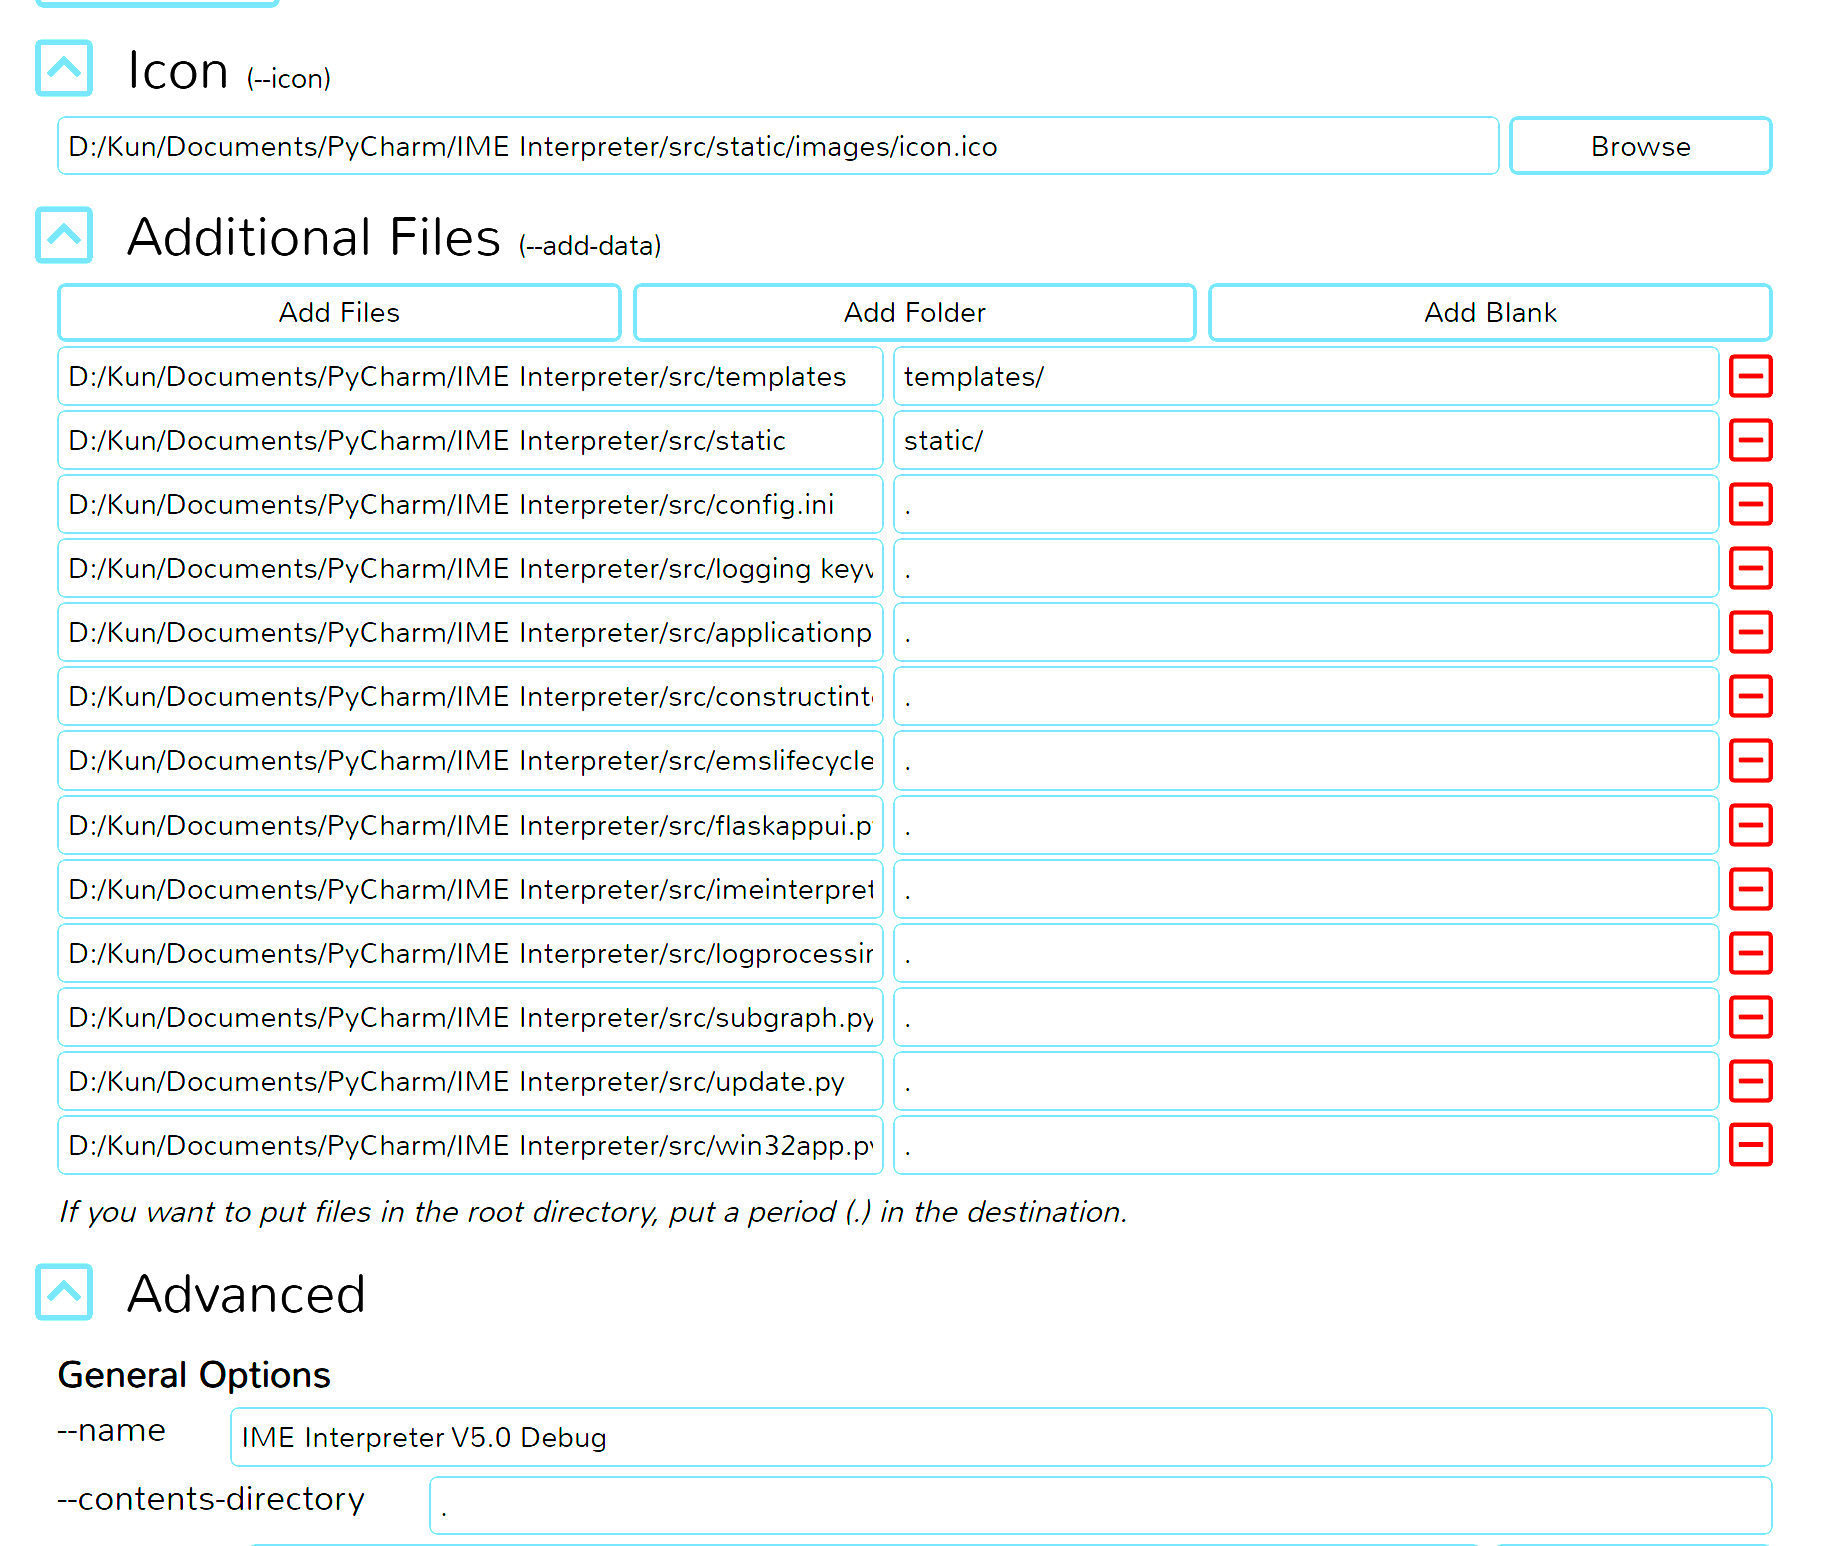 Icon (--icon)
D:/Kun/Documents/PyCharm/IME Interpreter/src/static/images/icon.ico Browse
Additional Files (--add-data)
Add Files Add Folder Add Blank
D:/Kun/Documents/PyCharm/IME Interpreter/src/templates templates/
D:/Kun/Documents/PyCharm/IME Interpreter/src/static static/
D:/Kun/Documents/PyCharm/IME Interpreter/src/config.ini .
D:/Kun/Documents/PyCharm/IME Interpreter/src/logging key .
D:/Kun/Documents/PyCharm/IME Interpreter/src/applicationp .
D:/Kun/Documents/PyCharm/IME Interpreter/src/constructint .
D:/Kun/Documents/PyCharm/IME Interpreter/src/emslifecycle .
D:/Kun/Documents/PyCharm/IME Interpreter/src/flaskappui.p .
D:/Kun/Documents/PyCharm/IME Interpreter/src/imeinterpret .
D:/Kun/Documents/PyCharm/IME Interpreter/src/logprocessin .
D:/Kun/Documents/PyCharm/IME Interpreter/src/subgraph.py .
D:/Kun/Documents/PyCharm/IME Interpreter/src/update.py .
D:/Kun/Documents/PyCharm/IME Interpreter/src/win32app.py .
If you want to put files in the root directory, put a period (.) in the destination.
Advanced
General Options
--name IME Interpreter V5.0 Debug
--contents-directory .